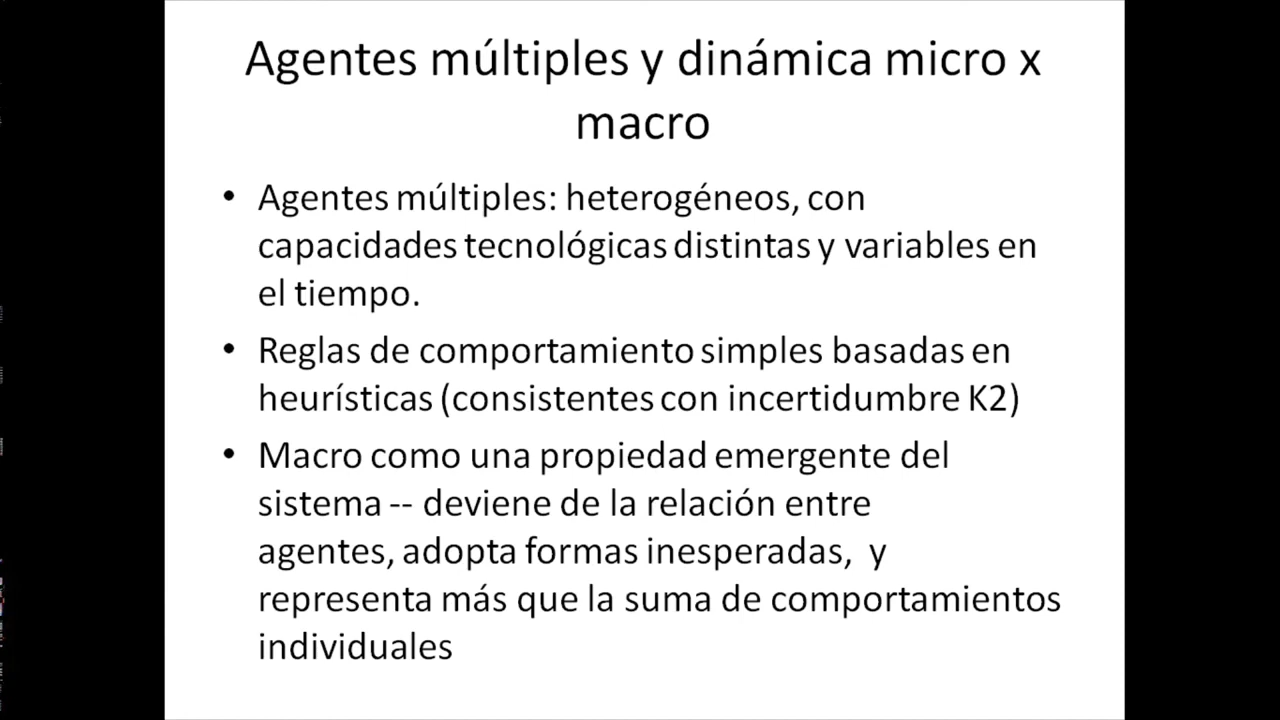 Agentes múltiples y dinámica micro x
macro
• Agentes múltiples: heterogéneos, con
capacidades tecnológicas distintas y variables en
el tiempo.
• Reglas de comportamiento simples basadas en
heurísticas (consistentes con incertidumbre K2)
• Macro como una propiedad emergente del
sistema -- deviene de la relación entre
agentes, adopta formas inesperadas, y
representa más que la suma de comportamientos
individuales